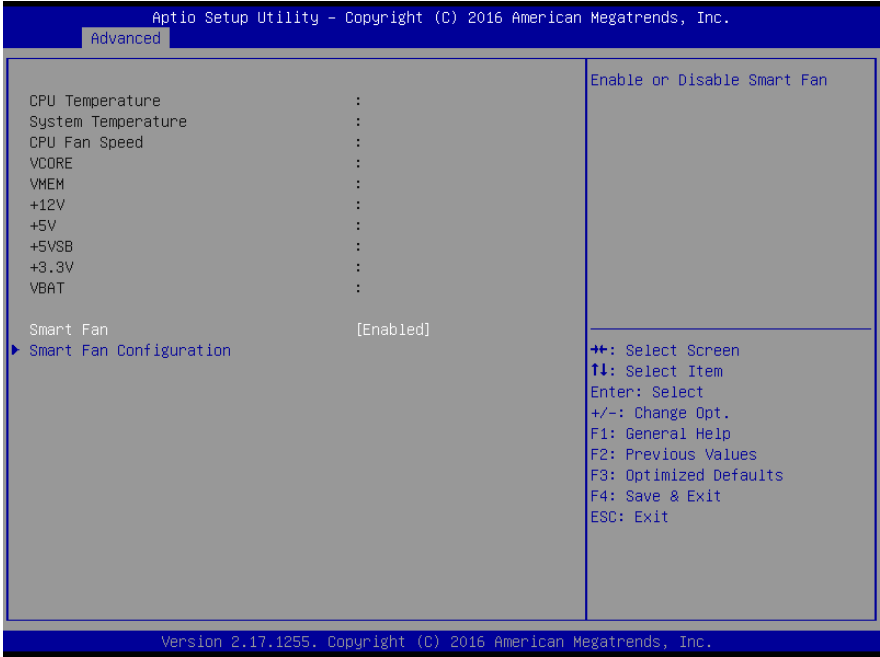 Aptio Setup Utility – Copyright (C) 2016 American Megatrends, Inc.
Advanced
CPU Temperature :
System Temperature :
CPU Fan Speed :
VCORE :
VMEM :
+12V :
+5V :
+5VSB :
+3.3V :
VBAT :
Smart Fan [Enabled]
Smart Fan Configuration
Enable or Disable Smart Fan
→←: Select Screen
↑↓: Select Item
Enter: Select
+/-: Change Opt.
F1: General Help
F2: Previous Values
F3: Optimized Defaults
F4: Save & Exit
ESC: Exit
Version 2.17.1255. Copyright (C) 2016 American Megatrends, Inc.